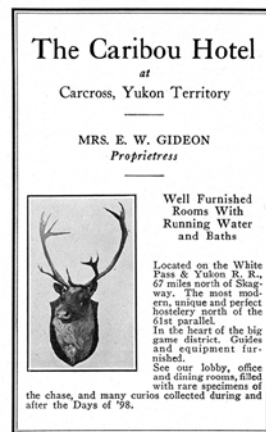 The Caribou Hotel
at
Carcross, Yukon Territory
MRS. E. W. GIDEON
Proprietress
Well Furnished
Rooms With
Running Water
and Baths
Located on the White
Pass & Yukon R. R.,
67 miles north of Skag-
way. The most mod-
ern, unique and perfect
hostelery north of the
61st parallel.
In the heart of the big
game district. Guides
and equipment fur-
nished.
See our lobby, office
and dining rooms, filled
with rare specimens of
the chase, and many curios collected during and
after the Days of '98.